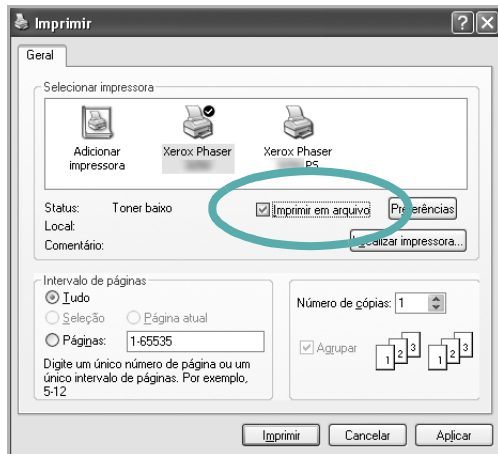 Imprimir
Geral
Selecionar impressora
Adicionar impressora
Xerox Phaser
Xerox Phaser PS
Status: Toner baixo
Imprimir em arquivo
Preferências
Local:
Comentário:
Localizar impressora...
Intervalo de páginas
Tudo
Seleção
Página atual
Páginas: 1-65535
Digite um único número de página ou um
único intervalo de páginas. Por exemplo,
5-12
Número de cópias: 1
Agrupar
1 2 3 1 2 3
Imprimir
Cancelar
Aplicar